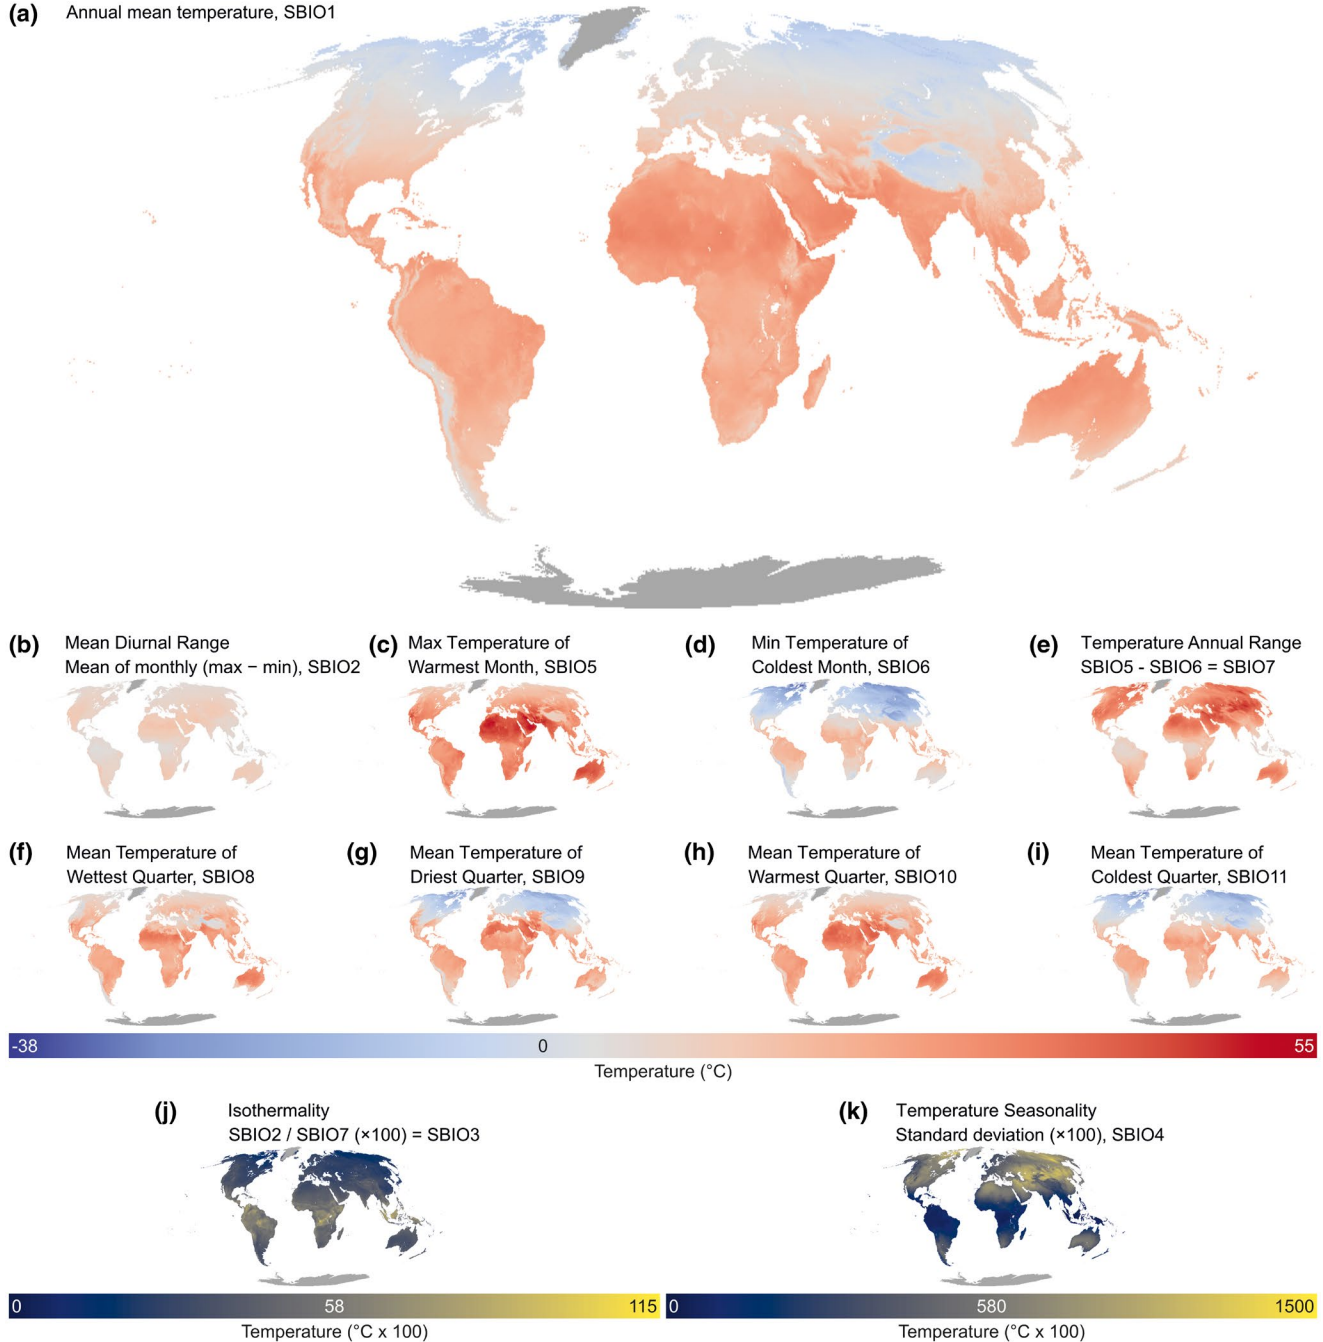 (a) Annual mean temperature, SBIO1
(b) Mean Diurnal Range
Mean of monthly (max − min), SBIO2
(c) Max Temperature of
Warmest Month, SBIO5
(d) Min Temperature of
Coldest Month, SBIO6
(e) Temperature Annual Range
SBIO5 - SBIO6 = SBIO7
(f) Mean Temperature of
Wettest Quarter, SBIO8
(g) Mean Temperature of
Driest Quarter, SBIO9
(h) Mean Temperature of
Warmest Quarter, SBIO10
(i) Mean Temperature of
Coldest Quarter, SBIO11
-38 0 55
Temperature (°C)
(j) Isothermality
SBIO2 / SBIO7 (×100) = SBIO3
(k) Temperature Seasonality
Standard deviation (×100), SBIO4
0 58 115
Temperature (°C x 100)
0 580 1500
Temperature (°C x 100)